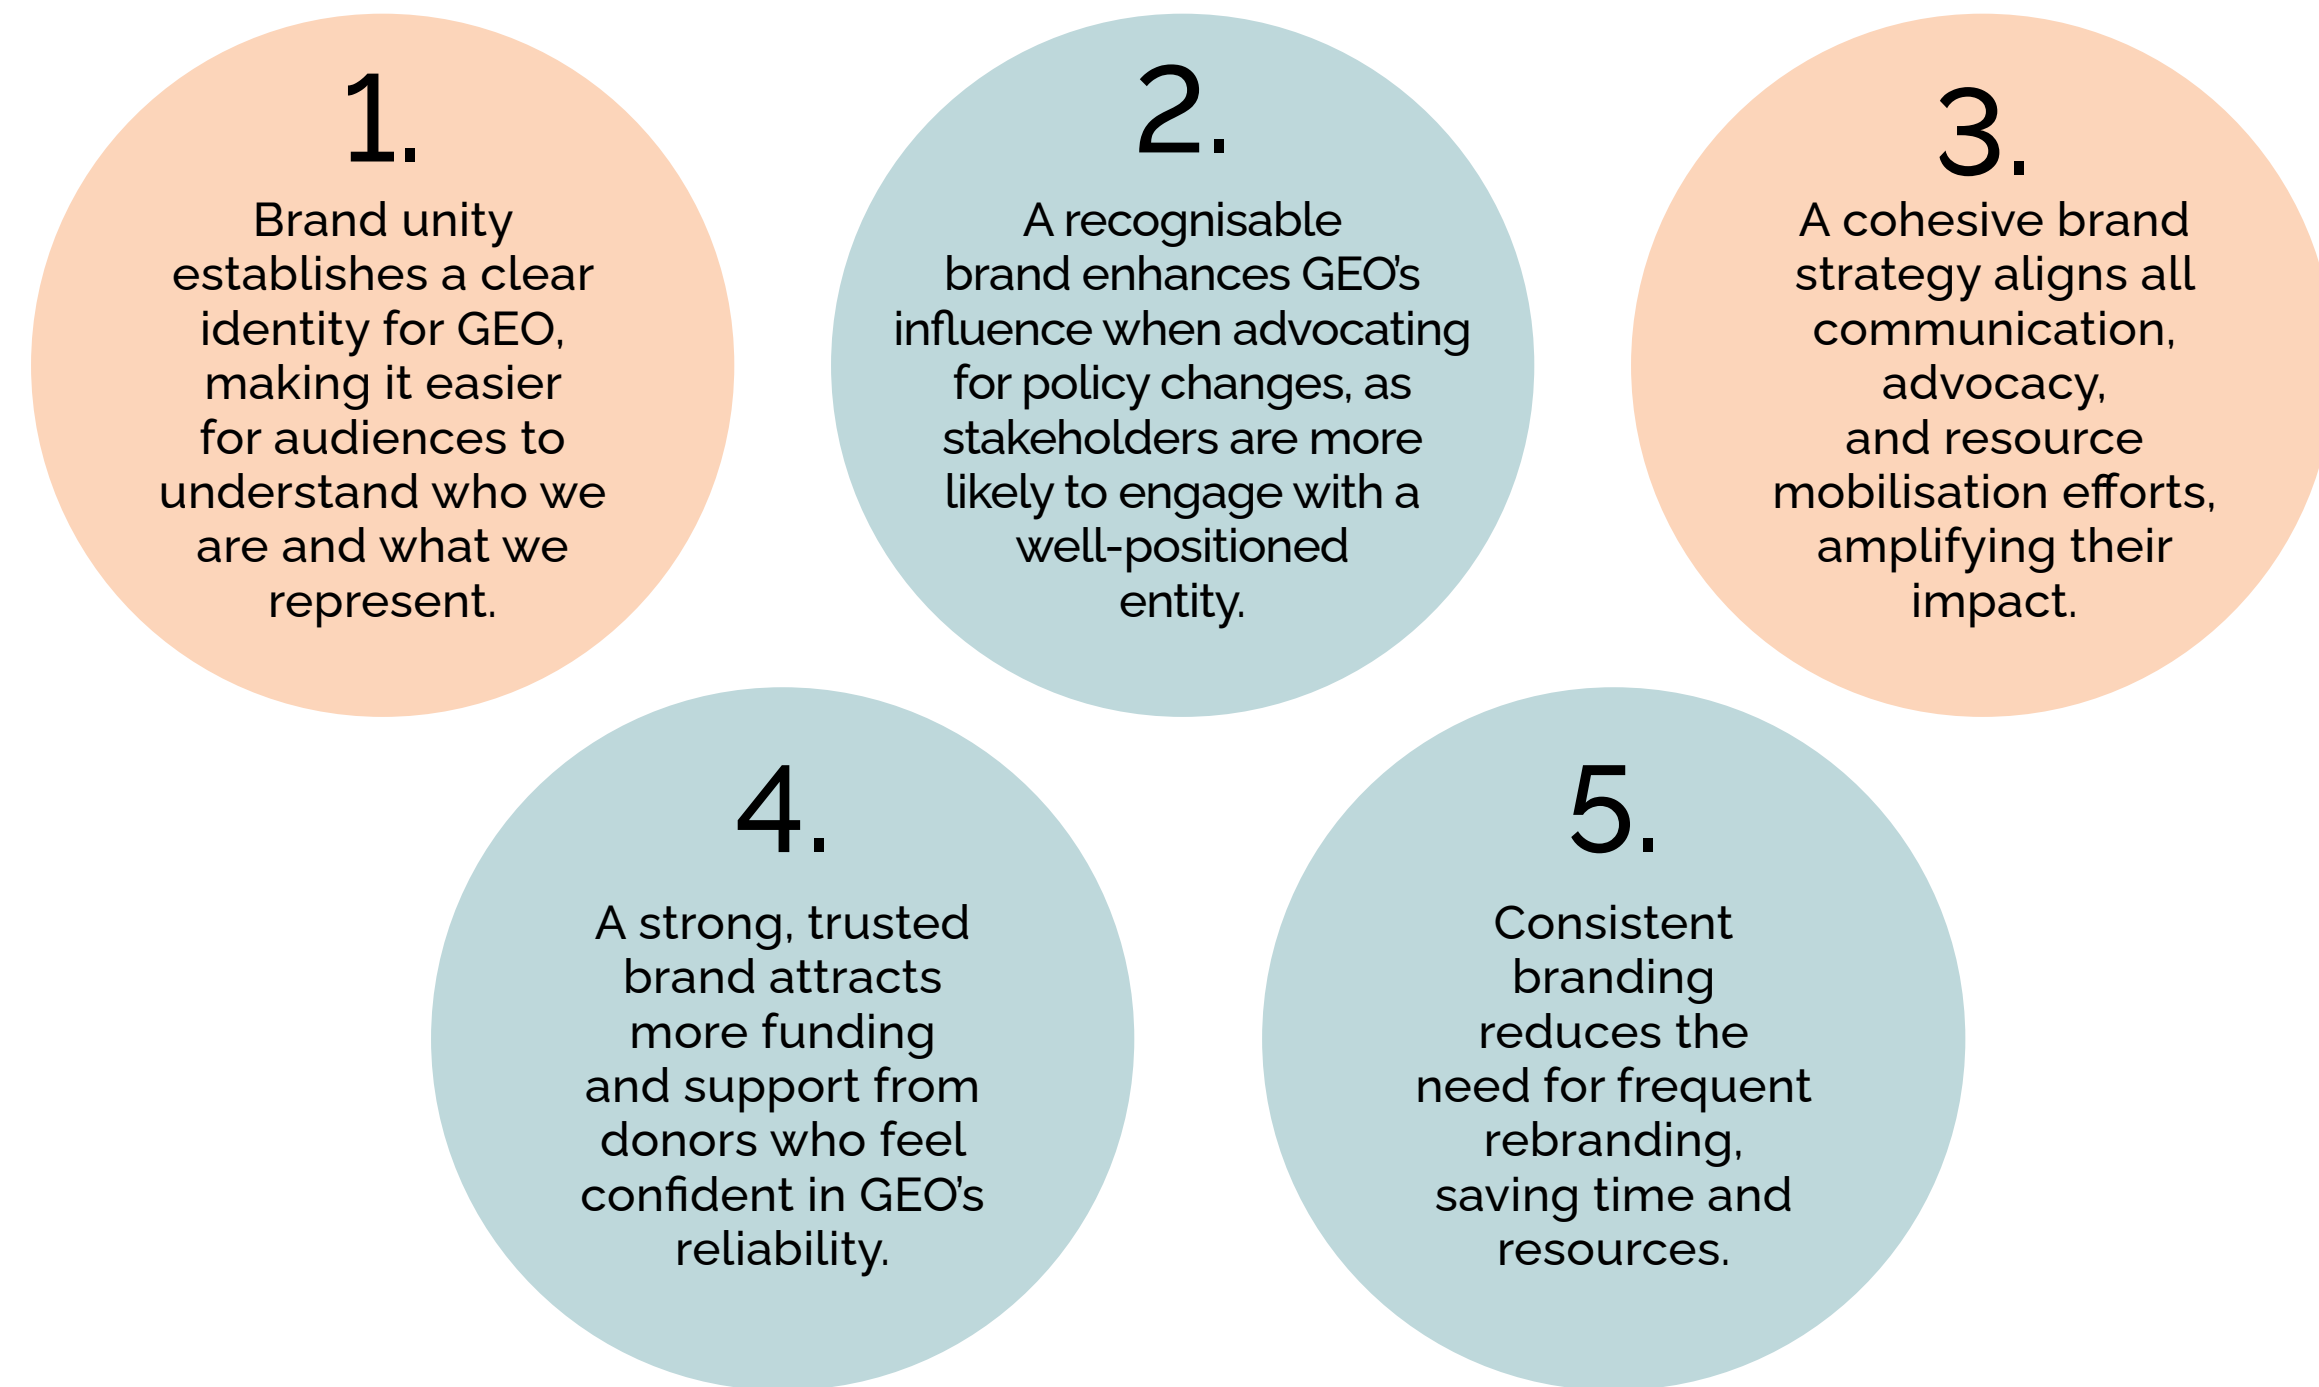 1.
Brand unity
establishes a clear
identity for GEO,
making it easier
for audiences to
understand who we
are and what we
represent.
2.
A recognisable
brand enhances GEO’s
influence when advocating
for policy changes, as
stakeholders are more
likely to engage with a
well-positioned
entity.
3.
A cohesive brand
strategy aligns all
communication,
advocacy,
and resource
mobilisation efforts,
amplifying their
impact.
4.
A strong, trusted
brand attracts
more funding
and support from
donors who feel
confident in GEO’s
reliability.
5.
Consistent
branding
reduces the
need for frequent
rebranding,
saving time and
resources.